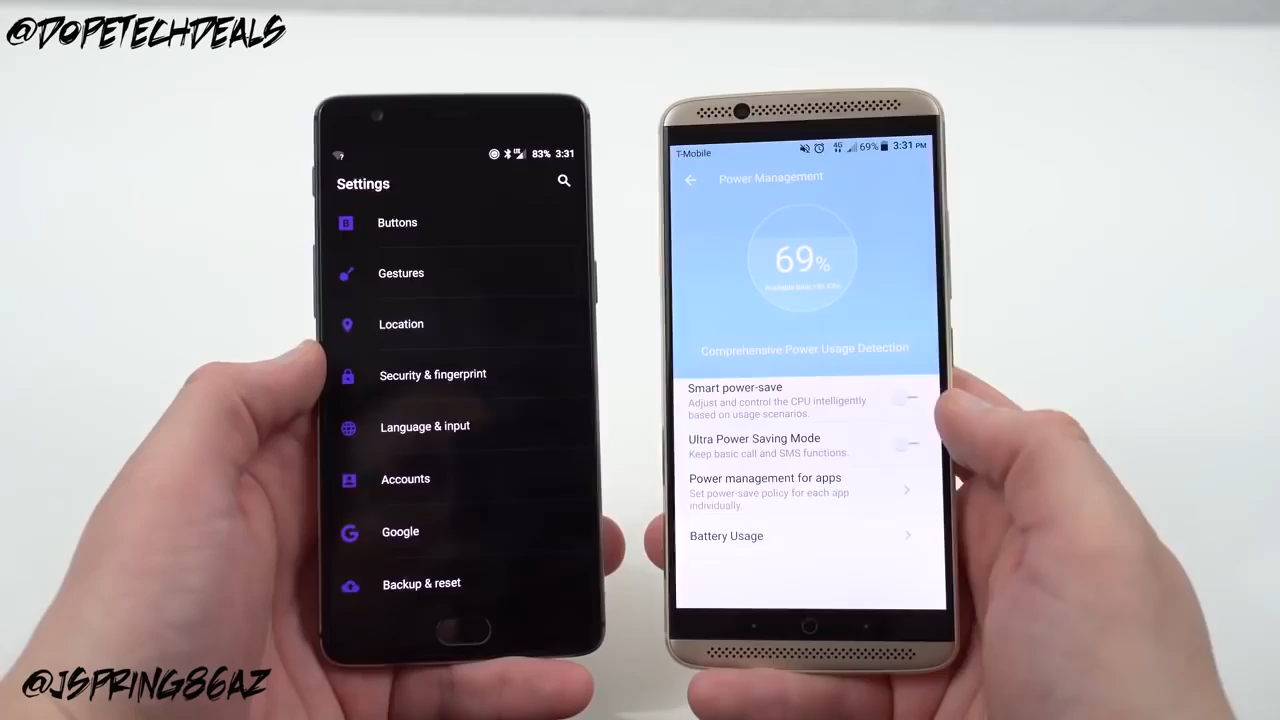 @DOPETECHDEALS
83% 3:31
Settings
Buttons
Gestures
Location
Security & fingerprint
Language & input
Accounts
Google
Backup & reset
T-Mobile
4G 69% 3:31 PM
Power Management
69%
Comprehensive Power Usage Detection
Smart power-save
Adjust and control the CPU intelligently
based on usage scenarios.
Ultra Power Saving Mode
Keep basic call and SMS functions.
Power management for apps
Set power-save policy for each app
individually.
Battery Usage
@JSPRING86AZ